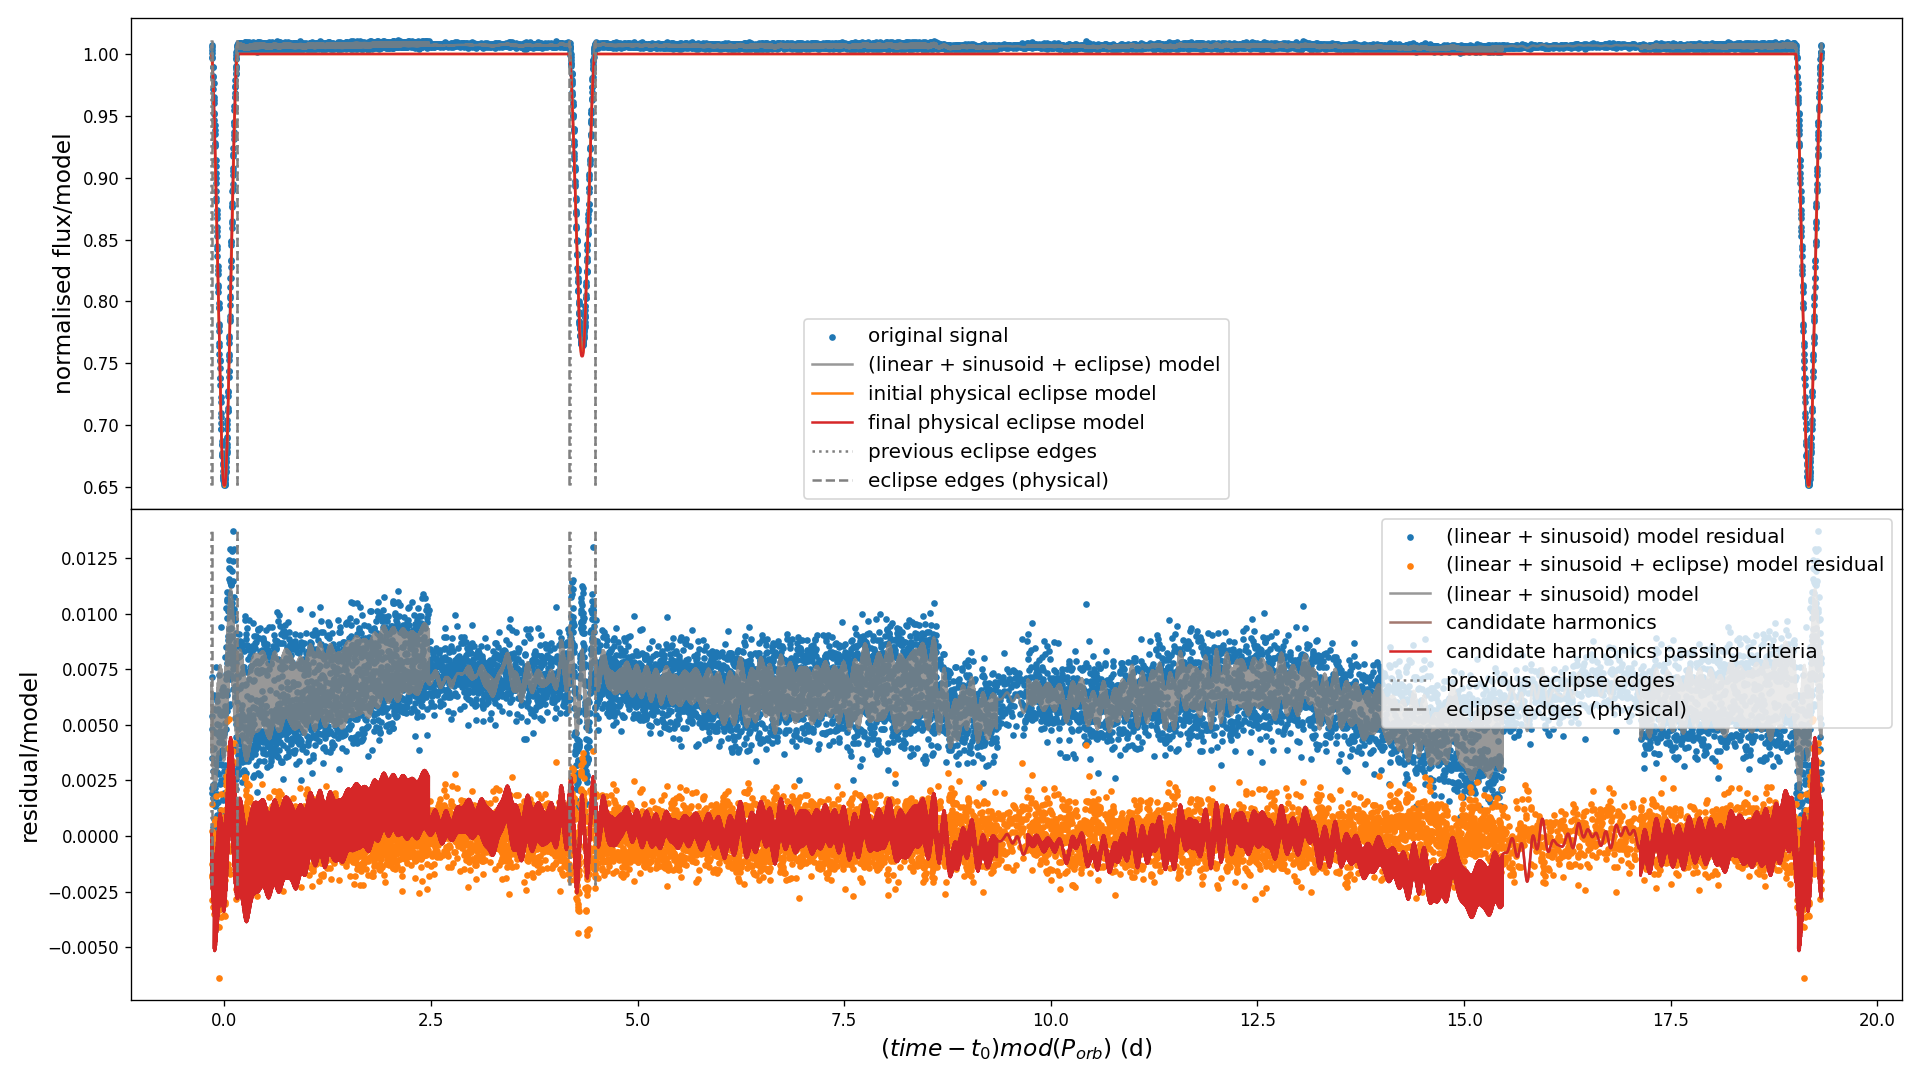 normalised flux/model
1.00
0.95
0.90
0.85
0.80
0.75
0.70
0.65
original signal
(linear + sinusoid + eclipse) model
initial physical eclipse model
final physical eclipse model
previous eclipse edges
eclipse edges (physical)
residual/model
0.0125
0.0100
0.0075
0.0050
0.0025
0.0000
−0.0025
−0.0050
(linear + sinusoid) model residual
(linear + sinusoid + eclipse) model residual
(linear + sinusoid) model
candidate harmonics
candidate harmonics passing criteria
previous eclipse edges
eclipse edges (physical)
0.0 2.5 5.0 7.5 10.0 12.5 15.0 17.5 20.0
(time − t₀)mod(Pₒᵣb) (d)